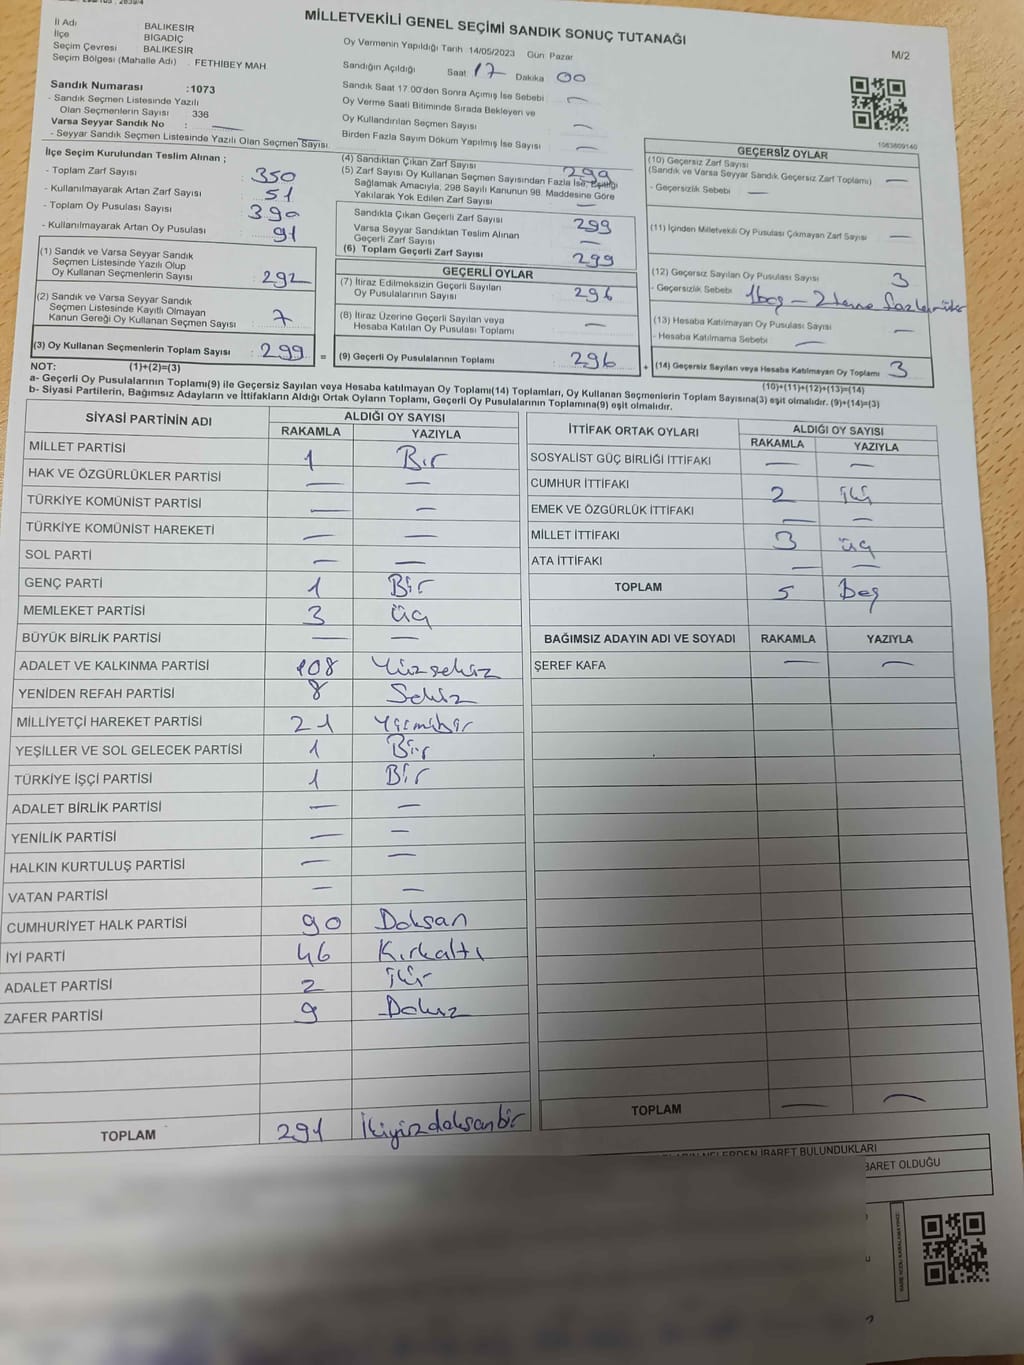 MİLLETVEKİLİ GENEL SEÇİMİ SANDIK SONUÇ TUTANAĞI
M/2
İl Adı BALIKESİR
İlçe BİGADİÇ
Seçim Çevresi BALIKESİR
Seçim Bölgesi (Mahalle Adı) : FETHIBEY MAH
Sandık Numarası :1073
- Sandık Seçmen Listesinde Yazılı
Olan Seçmenlerin Sayısı : 336
Varsa Seyyar Sandık No : —
- Seyyar Sandık Seçmen Listesinde Yazılı Olan Seçmen Sayısı: —
Oy Vermenin Yapıldığı Tarih 14/05/2023 Gün: Pazar
Sandığın Açıldığı Saat 17 Dakika 00
Sandık Saat 17.00'den Sonra Açımış İse Sebebi : —
Oy Verme Saati Bitiminde Sırada Bekleyen ve
Oy Kullandırılan Seçmen Sayısı : —
Birden Fazla Sayım Döküm Yapılmış İse Sayısı : —
1083609140
İlçe Seçim Kurulundan Teslim Alınan ;
- Toplam Zarf Sayısı : 350
- Kullanılmayarak Artan Zarf Sayısı : 51
- Toplam Oy Pusulası Sayısı : 390
- Kullanılmayarak Artan Oy Pusulası : 91
(1) Sandık ve Varsa Seyyar Sandık
Seçmen Listesinde Yazılı Olup
Oy Kullanan Seçmenlerin Sayısı : 292
(2) Sandık ve Varsa Seyyar Sandık
Seçmen Listesinde Kayıtlı Olmayan
Kanun Gereği Oy Kullanan Seçmen Sayısı : 7
(3) Oy Kullanan Seçmenlerin Toplam Sayısı : 299 =
(1)+(2)=(3)
(4) Sandıktan Çıkan Zarf Sayısı : 299
(5) Zarf Sayısı Oy Kullanan Seçmen Sayısından Fazla İse, Eşitliği
Sağlamak Amacıyla, 298 Sayılı Kanunun 98. Maddesine Göre
Yakılarak Yok Edilen Zarf Sayısı : —
Sandıkta Çıkan Geçerli Zarf Sayısı 299
Varsa Seyyar Sandıktan Teslim Alınan
Geçerli Zarf Sayısı —
(6) Toplam Geçerli Zarf Sayısı 299
GEÇERLİ OYLAR
(7) İtiraz Edilmeksizin Geçerli Sayılan
Oy Pusulalarının Sayısı : 296
(8) İtiraz Üzerine Geçerli Sayılan veya
Hesaba Katılan Oy Pusulası Toplamı : —
(9) Geçerli Oy Pusulalarının Toplamı : 296 +
GEÇERSİZ OYLAR
(10) Geçersiz Zarf Sayısı
(Sandık ve Varsa Seyyar Sandık Geçersiz Zarf Toplamı) : —
- Geçersizlik Sebebi : —
(11) İçinden Milletvekili Oy Pusulası Çıkmayan Zarf Sayısı : —
(12) Geçersiz Sayılan Oy Pusulası Sayısı : 3
- Geçersizlik Sebebi : 1 boş – 2 tane
(13) Hesaba Katılmayan Oy Pusulası Sayısı : —
- Hesaba Katılmama Sebebi : —
(14) Geçersiz Sayılan veya Hesaba Katılmayan Oy Toplamı : 3
(10)+(11)+(12)+(13)=(14)
NOT:
a- Geçerli Oy Pusulalarının Toplamı(9) ile Geçersiz Sayılan veya Hesaba katılmayan Oy Toplamı(14) Toplamları, Oy Kullanan Seçmenlerin Toplam Sayısına(3) eşit olmalıdır. (9)+(14)=(3)
b- Siyasi Partilerin, Bağımsız Adayların ve İttifakların Aldığı Ortak Oyların Toplamı, Geçerli Oy Pusulalarının Toplamına(9) eşit olmalıdır.
SİYASİ PARTİNİN ADI ALDIĞI OY SAYISI
RAKAMLA YAZIYLA
MİLLET PARTİSİ 1 Bir
HAK VE ÖZGÜRLÜKLER PARTİSİ — —
TÜRKİYE KOMÜNİST PARTİSİ — —
TÜRKİYE KOMÜNİST HAREKETİ — —
SOL PARTİ — —
GENÇ PARTİ 1 Bir
MEMLEKET PARTİSİ 3 üç
BÜYÜK BİRLİK PARTİSİ — —
ADALET VE KALKINMA PARTİSİ 108 Yüzsekiz
YENİDEN REFAH PARTİSİ 8 Sekiz
MİLLİYETÇİ HAREKET PARTİSİ 21 Yirmibir
YEŞİLLER VE SOL GELECEK PARTİSİ 1 Bir
TÜRKİYE İŞÇİ PARTİSİ 1 Bir
ADALET BİRLİK PARTİSİ — —
YENİLİK PARTİSİ — —
HALKIN KURTULUŞ PARTİSİ — —
VATAN PARTİSİ — —
CUMHURİYET HALK PARTİSİ 90 Doksan
İYİ PARTİ 46 Kırkaltı
ADALET PARTİSİ 2 iki
ZAFER PARTİSİ 9 Dokuz
TOPLAM 291 İkiyüzdoksanbir
İTTİFAK ORTAK OYLARI ALDIĞI OY SAYISI
RAKAMLA YAZIYLA
SOSYALİST GÜÇ BİRLİĞİ İTTİFAKI — —
CUMHUR İTTİFAKI 2 iki
EMEK VE ÖZGÜRLÜK İTTİFAKI — —
MİLLET İTTİFAKI 3 üç
ATA İTTİFAKI — —
TOPLAM 5 Beş
BAĞIMSIZ ADAYIN ADI VE SOYADI RAKAMLA YAZIYLA
ŞEREF KAFA — —
TOPLAM — —
NELERDEN İBARET BULUNDUKLARI
BARET OLDUĞU